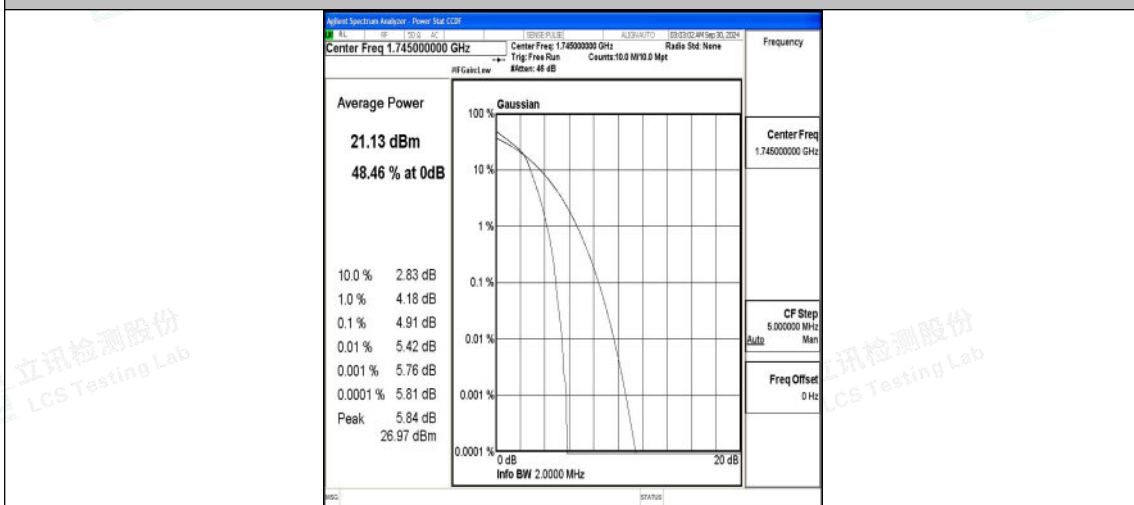 Agilent Spectrum Analyzer - Power Stat CCDF
RL RF 50 Ω AC SENSE:PULSE ALIGNAUTO 03:03:02 AM Sep 30, 2024
Center Freq 1.745000000 GHz
Center Freq: 1.745000000 GHz Radio Std: None
Trig: Free Run Counts:10.0 M/10.0 Mpt
#IFGain:Low #Atten: 46 dB
Frequency
Average Power
21.13 dBm
48.46 % at 0dB
10.0 % 2.83 dB
1.0 % 4.18 dB
0.1 % 4.91 dB
0.01 % 5.42 dB
0.001 % 5.76 dB
0.0001 % 5.81 dB
Peak 5.84 dB
26.97 dBm
Gaussian
100 %
10 %
1 %
0.1 %
0.01 %
0.001 %
0.0001 %
0 dB 20 dB
Info BW 2.0000 MHz
Center Freq
1.745000000 GHz
CF Step
5.000000 MHz
Auto Man
Freq Offset
0 Hz
MSG STATUS
立讯检测股份
LCS Testing Lab
立讯检测股份
LCS Testing Lab